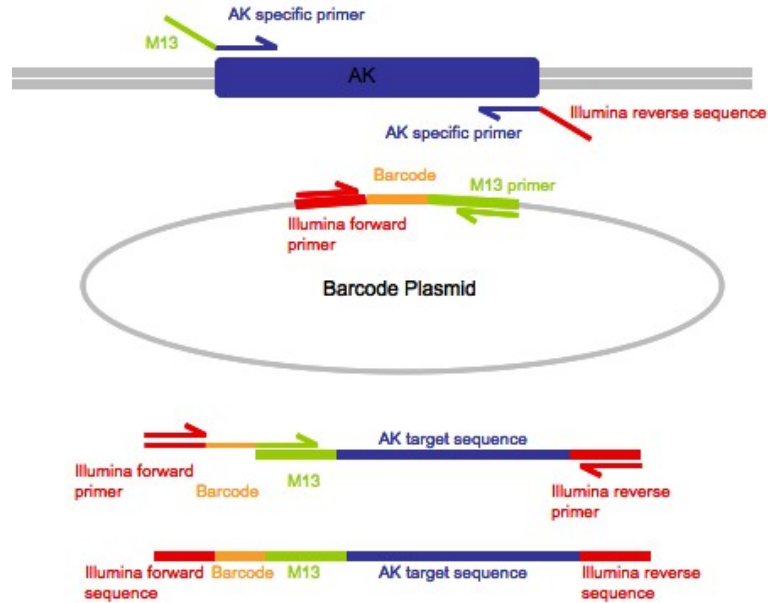 AK specific primer
M13
AK
AK specific primer
Illumina reverse sequence
Barcode
M13 primer
Illumina forward
primer
Barcode Plasmid
AK target sequence
Illumina forward
primer
Barcode
M13
Illumina reverse
primer
Illumina forward
sequence
Barcode
M13
AK target sequence
Illumina reverse
sequence